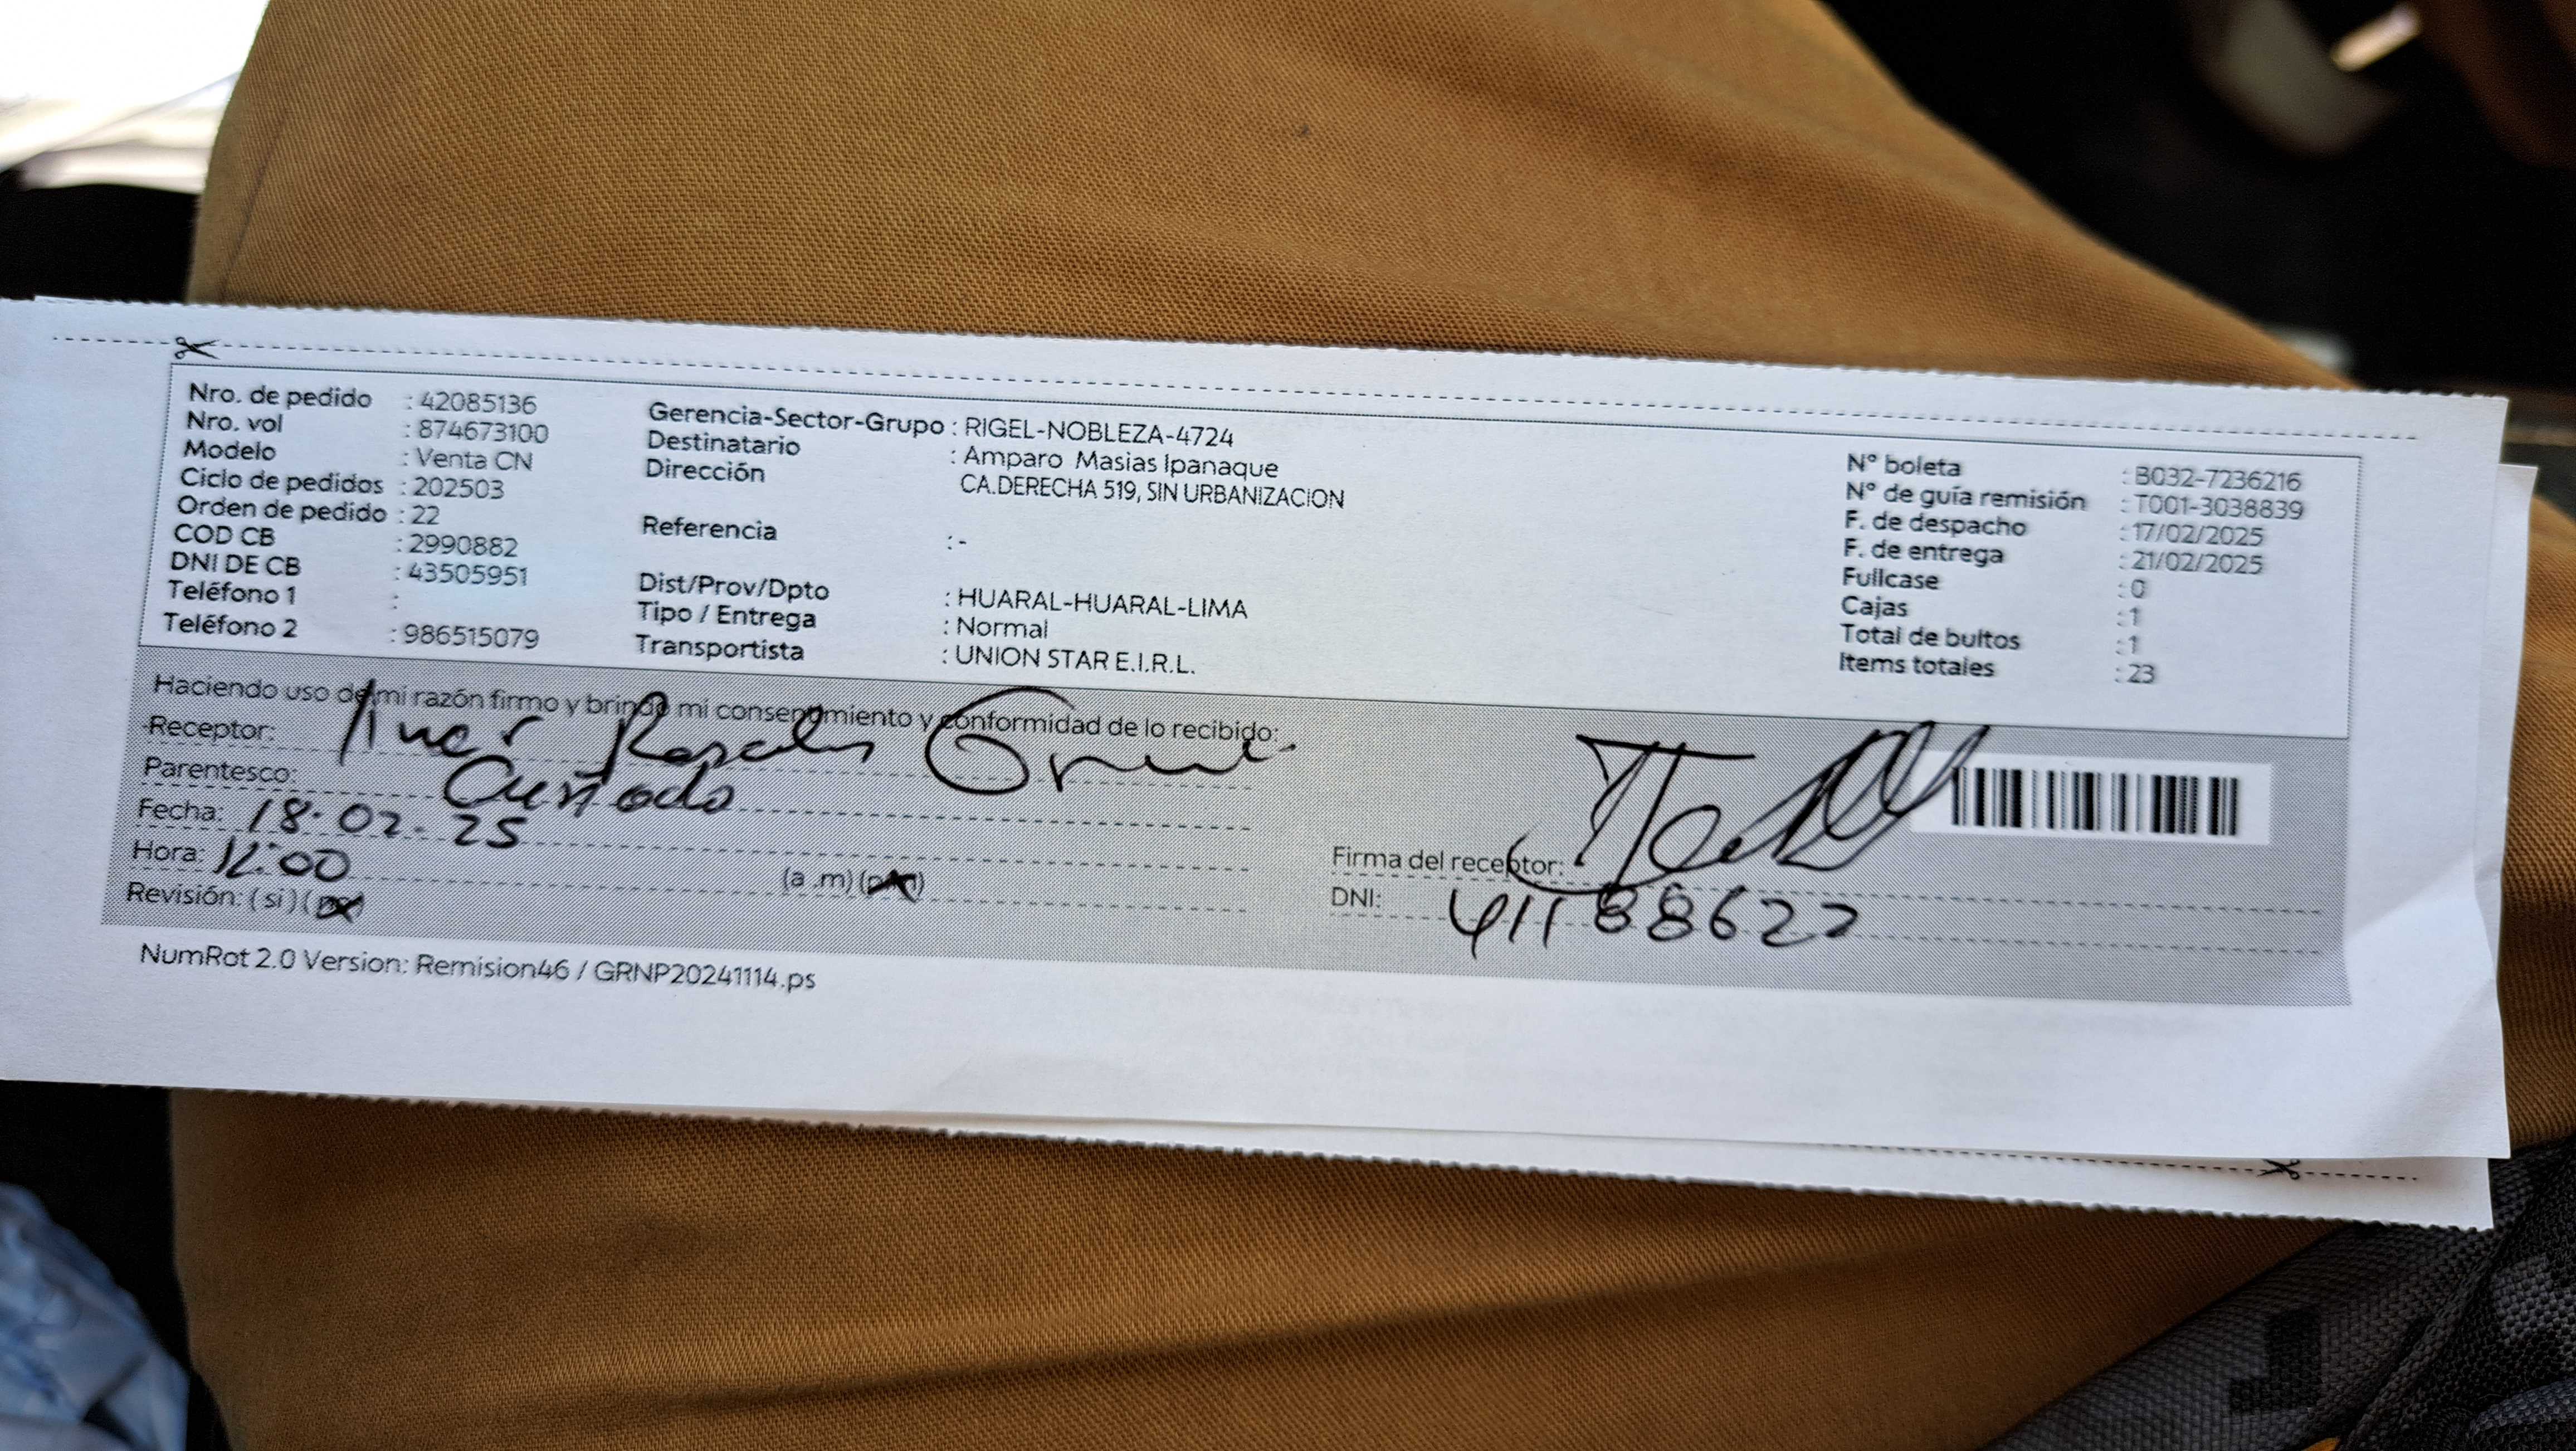 Nro. de pedido : 42085136
Nro. vol : 874673100
Modelo : Venta CN
Ciclo de pedidos : 202503
Orden de pedido : 22
COD CB : 2990882
DNI DE CB : 43505951
Teléfono 1 :
Teléfono 2 : 986515079
Gerencia-Sector-Grupo : RIGEL-NOBLEZA-4724
Destinatario : Amparo Masias Ipanaque
Dirección CA.DERECHA 519, SIN URBANIZACION
Referencia : -
Dist/Prov/Dpto : HUARAL-HUARAL-LIMA
Tipo / Entrega : Normal
Transportista : UNION STAR E.I.R.L.
N° boleta : B032-7236216
N° de guía remisión : T001-3038839
F. de despacho : 17/02/2025
F. de entrega : 21/02/2025
Fullcase : 0
Cajas : 1
Total de bultos : 1
Items totales : 23
Haciendo uso de mi razón firmo y brindo mi consentimiento y conformidad de lo recibido:
Receptor:
Parentesco: Cuñado
Fecha: 18-02-25
Hora: 12:00 (a .m) (p.m)
Revisión: ( si ) ( no )
Firma del receptor:
DNI: 41188622
NumRot 2.0 Version: Remision46 / GRNP20241114.ps